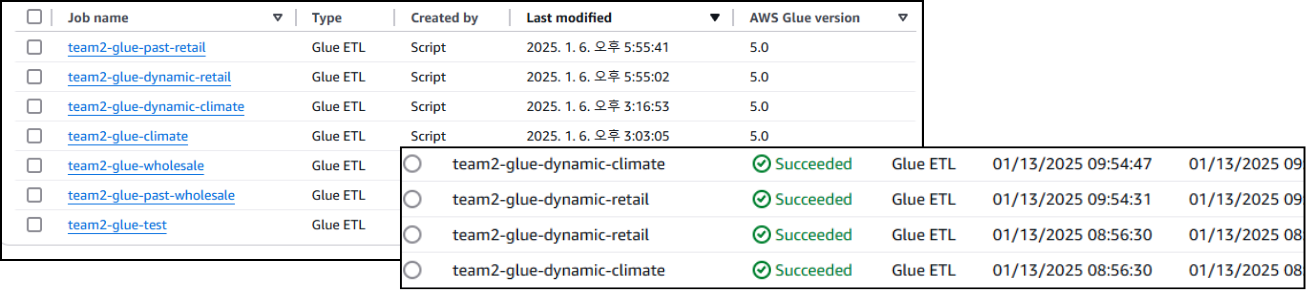 Job name Type Created by Last modified AWS Glue version
team2-glue-past-retail Glue ETL Script 2025. 1. 6. 오후 5:55:41 5.0
team2-glue-dynamic-retail Glue ETL Script 2025. 1. 6. 오후 5:55:02 5.0
team2-glue-dynamic-climate Glue ETL Script 2025. 1. 6. 오후 3:16:53 5.0
team2-glue-climate Glue ETL Script 2025. 1. 6. 오후 3:03:05 5.0
team2-glue-wholesale Glue ETL
team2-glue-past-wholesale Glue ETL
team2-glue-test Glue ETL
team2-glue-dynamic-climate Succeeded Glue ETL 01/13/2025 09:54:47 01/13/2025 09
team2-glue-dynamic-retail Succeeded Glue ETL 01/13/2025 09:54:31 01/13/2025 09
team2-glue-dynamic-retail Succeeded Glue ETL 01/13/2025 08:56:30 01/13/2025 08
team2-glue-dynamic-climate Succeeded Glue ETL 01/13/2025 08:56:30 01/13/2025 08